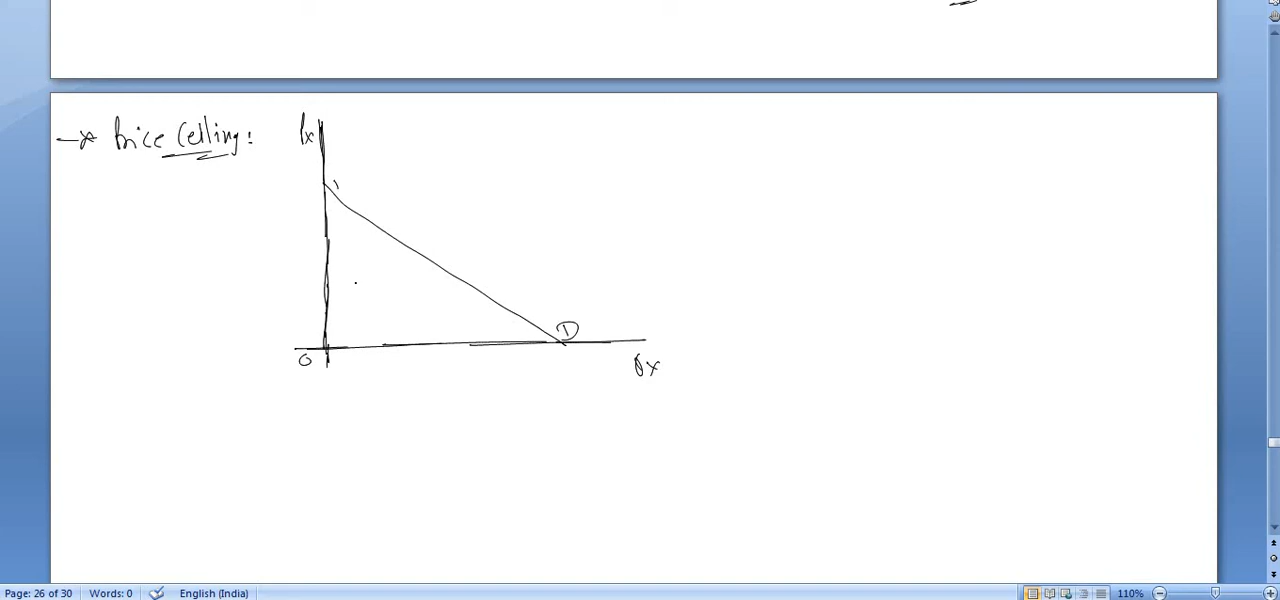 → Price Ceiling:
Px
D
O
Qx
Page: 26 of 30 Words: 0 English (India) 110%